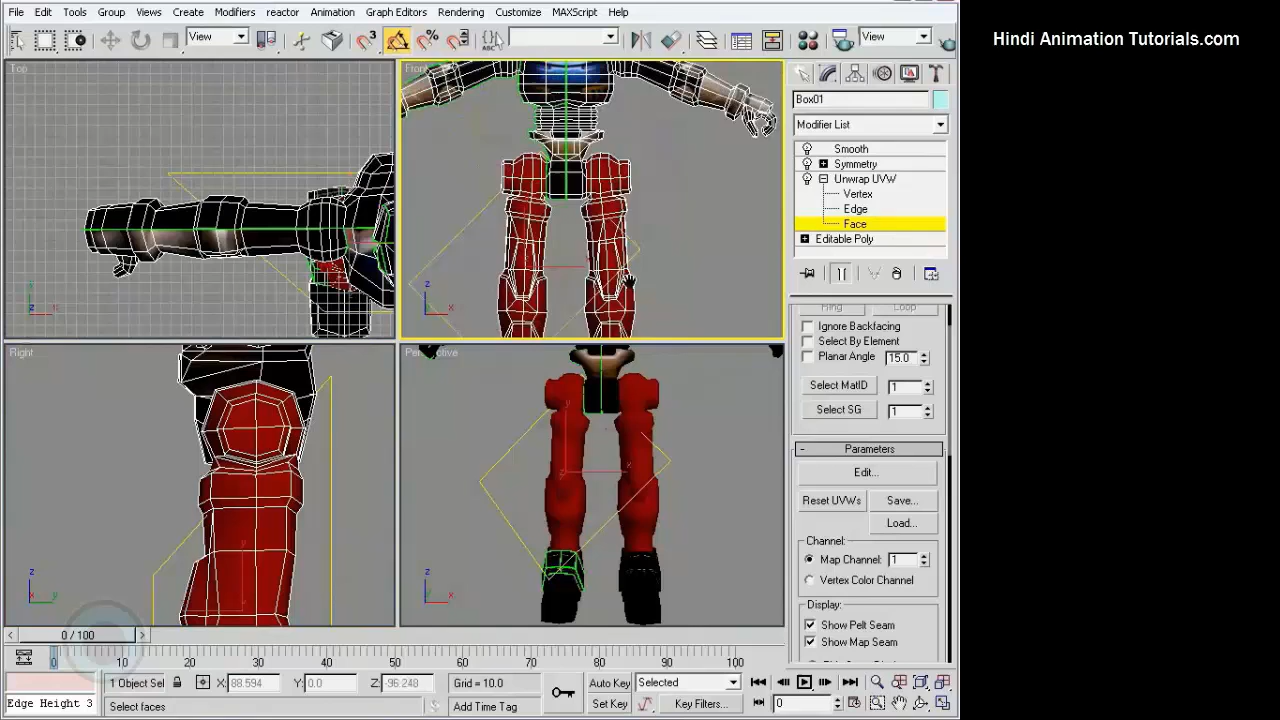 File Edit Tools Group Views Create Modifiers reactor Animation Graph Editors Rendering Customize MAXScript Help
Hindi Animation Tutorials.com
View
3
%
ABC
View
Top
Front
Box01
Modifier List
Smooth
Symmetry
Unwrap UVW
Vertex
Edge
Face
Editable Poly
z
x
Ring Loop
Ignore Backfacing
Select By Element
Planar Angle 15.0
Right
Perspective
Select MatID 1
Select SG 1
- Parameters
Edit...
Reset UVWs Save...
Load...
Channel:
Map Channel: 1
Vertex Color Channel
Display:
Show Pelt Seam
Show Map Seam
< 0 / 100 >
0 10 20 30 40 50 60 70 80 90 100
1 Object Sel X: 88.594 Y: 0.0 Z: -96.248 Grid = 10.0 Auto Key Selected
Edge Height 3 Select faces Add Time Tag Set Key Key Filters... 0